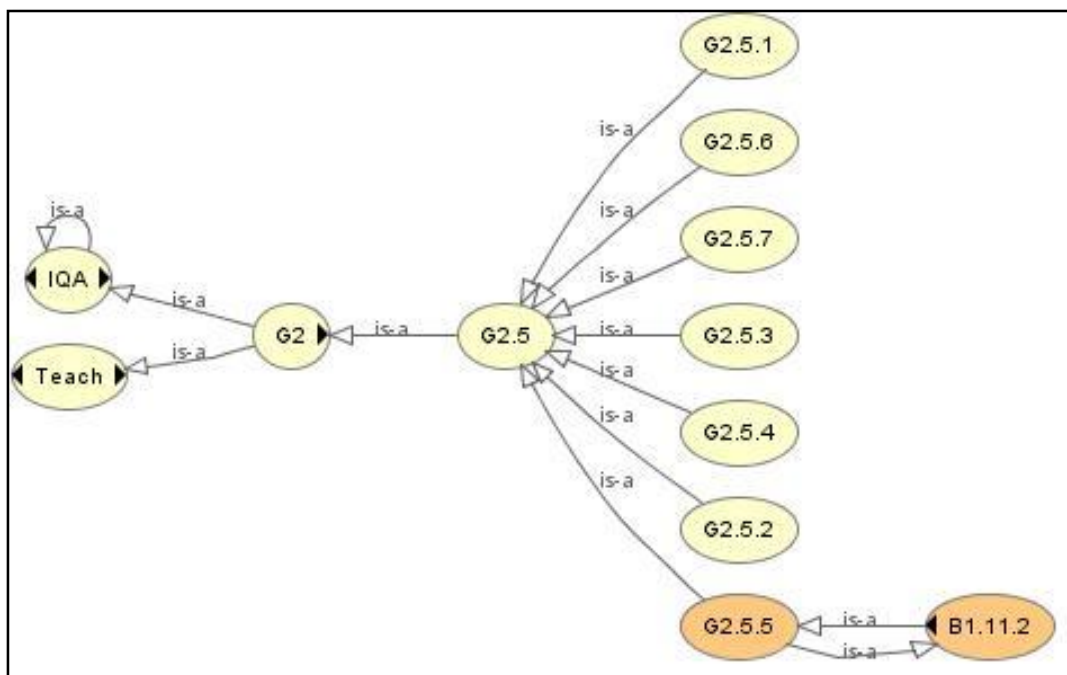 G2.5.1
is-a
G2.5.6
is-a
is-a
G2.5.7
is-a
IQA
is-a
is-a
G2
is-a
G2.5
is-a
G2.5.3
is-a
Teach
is-a
G2.5.4
is-a
is-a
G2.5.2
G2.5.5
is-a
B1.11.2
is-a